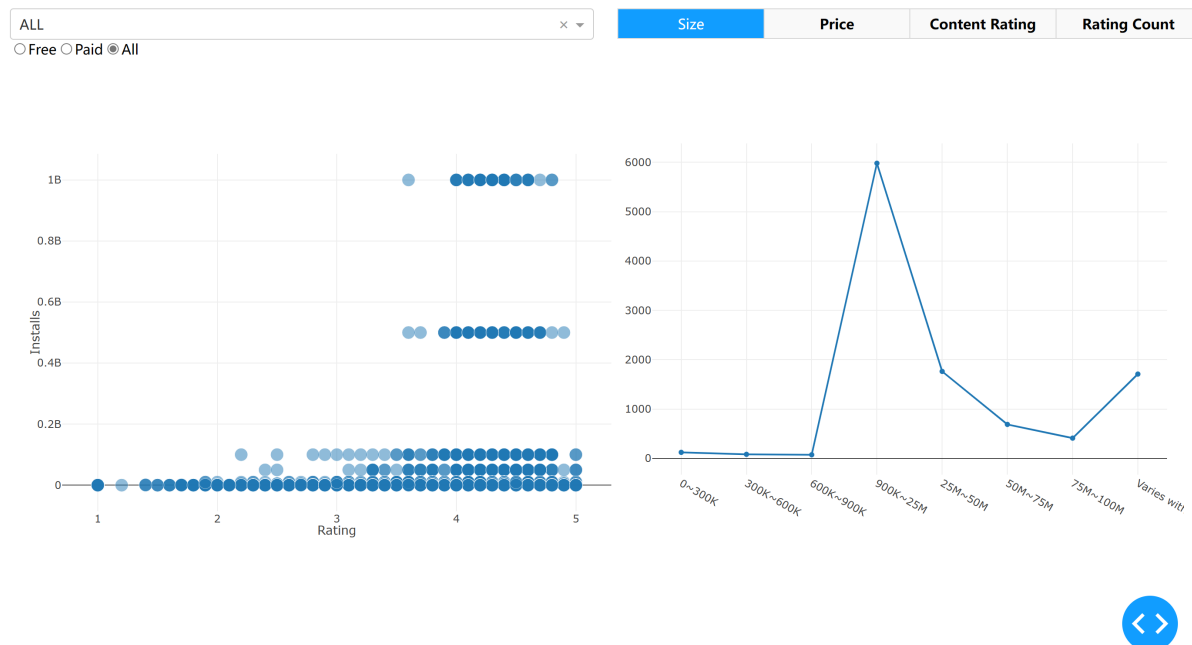 ALL
Free Paid All
Size Price Content Rating Rating Count
1B
0.8B
0.6B
0.4B
0.2B
0
Installs
1 2 3 4 5
Rating
6000
5000
4000
3000
2000
1000
0
0~300K 300K~600K 600K~900K 900K~25M 25M~50M 50M~75M 75M~100M Varies